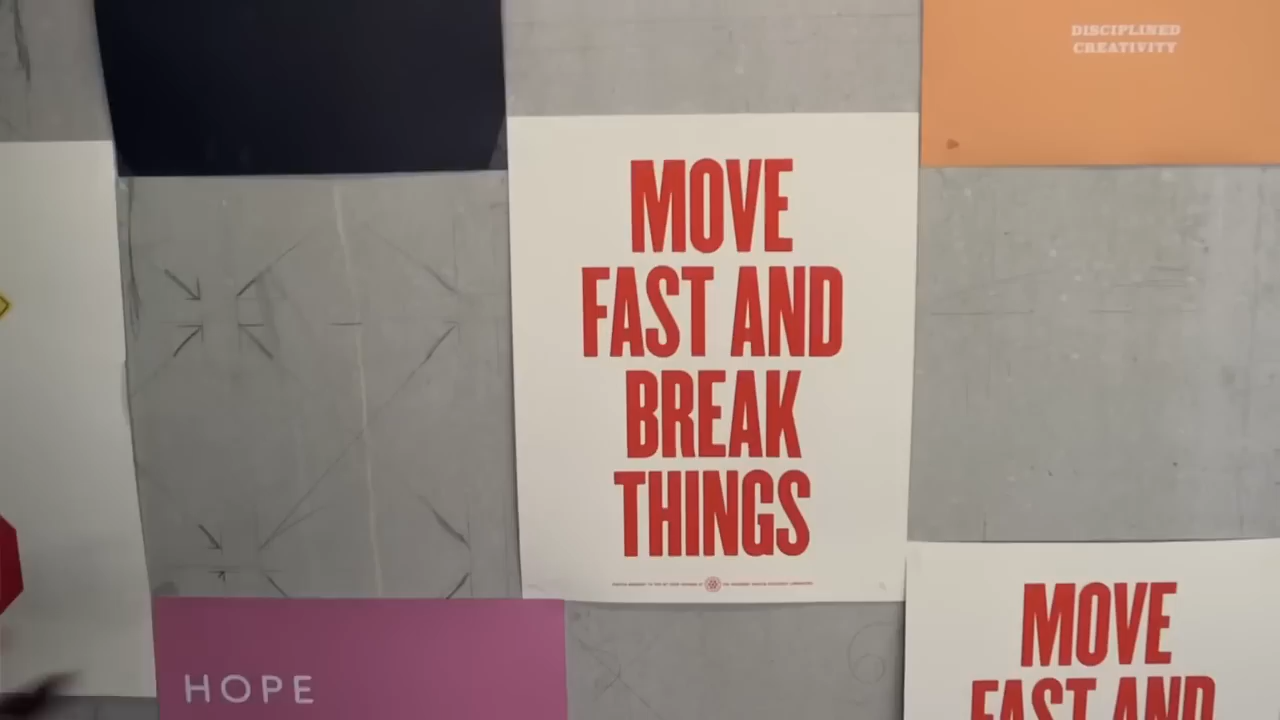 DISCIPLINED
CREATIVITY
MOVE
FAST AND
BREAK
THINGS
HOPE
MOVE
FAST AND